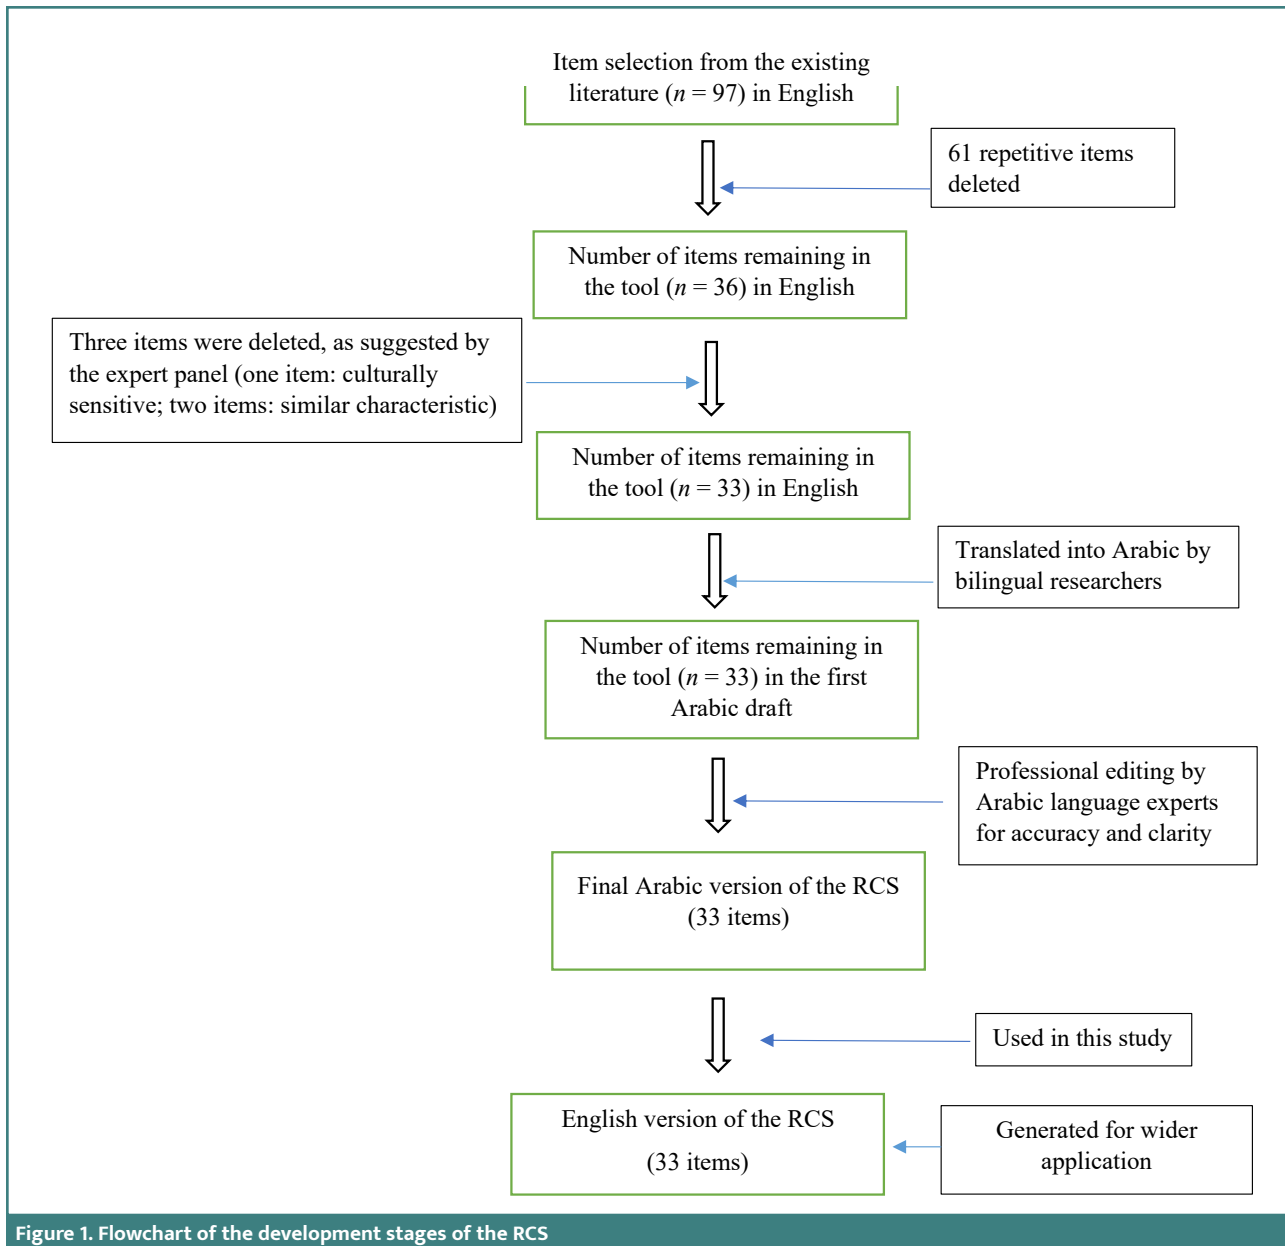 Item selection from the existing
literature (n = 97) in English
61 repetitive items
deleted
Number of items remaining in
the tool (n = 36) in English
Three items were deleted, as suggested by
the expert panel (one item: culturally
sensitive; two items: similar characteristic)
Number of items remaining in
the tool (n = 33) in English
Translated into Arabic by
bilingual researchers
Number of items remaining in
the tool (n = 33) in the first
Arabic draft
Professional editing by
Arabic language experts
for accuracy and clarity
Final Arabic version of the RCS
(33 items)
Used in this study
English version of the RCS
(33 items)
Generated for wider
application
Figure 1. Flowchart of the development stages of the RCS